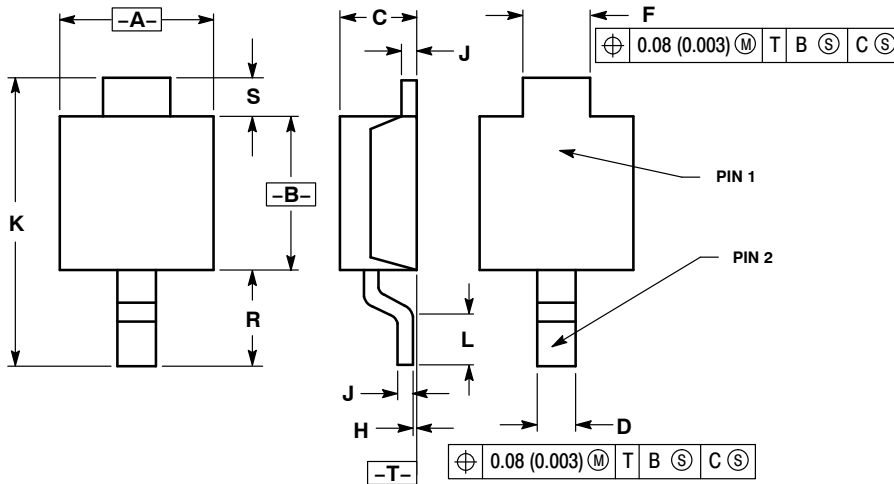 –A–
C
F
⌖ 0.08 (0.003) Ⓜ T B Ⓢ C Ⓢ
J
S
–B–
K
PIN 1
PIN 2
R
L
J
H
D
⌖ 0.08 (0.003) Ⓜ T B Ⓢ C Ⓢ
–T–